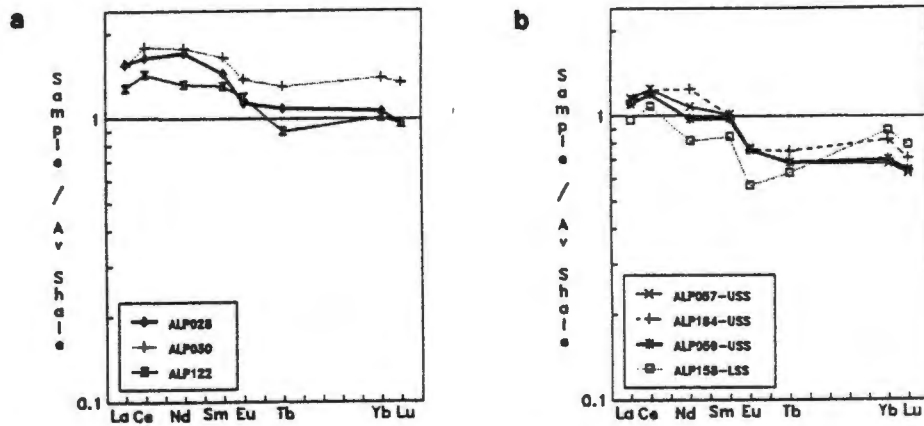 a
Sample / Av Shale
1
0.1
ALP028
ALP030
ALP122
La Ce Nd Sm Eu Tb Yb Lu
b
Sample / Av Shale
1
0.1
ALP057-USS
ALP184-USS
ALP059-USS
ALP158-LSS
La Ce Nd Sm Eu Tb Yb Lu